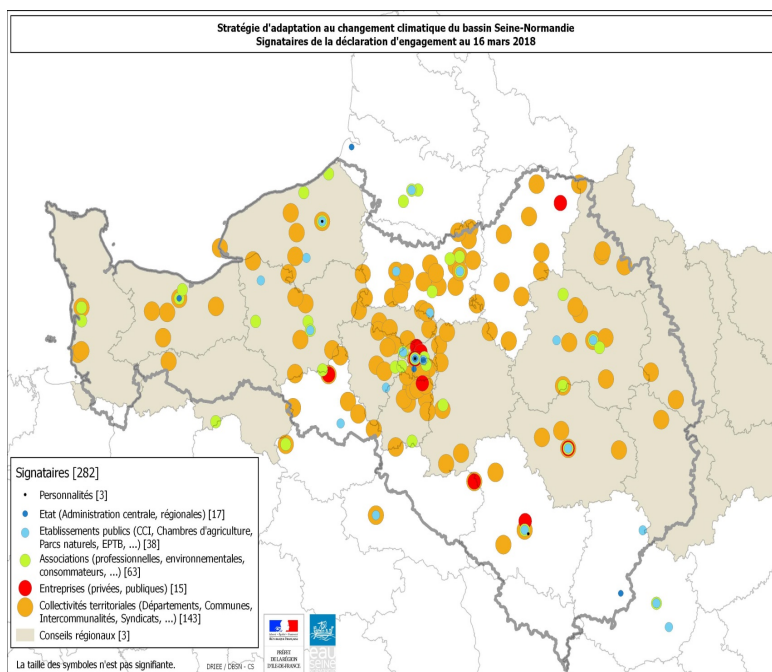 Stratégie d'adaptation au changement climatique du bassin Seine-Normandie
Signataires de la déclaration d'engagement au 16 mars 2018
Signataires [282]
Personnalités [3]
Etat (Administration centrale, régionales) [17]
Etablissements publics (CCI, Chambres d'agriculture,
Parcs naturels, EPTB, ...) [38]
Associations (professionnelles, environnementales,
consommateurs, ...) [63]
Entreprises (privées, publiques) [15]
Collectivités territoriales (Départements, Communes,
Intercommunalités, Syndicats, ...) [143]
Conseils régionaux [3]
La taille des symboles n'est pas signifiante.
DRIEE / DBSN - CS
PRÉFET
DE LA RÉGION
D'ILE-DE-FRANCE